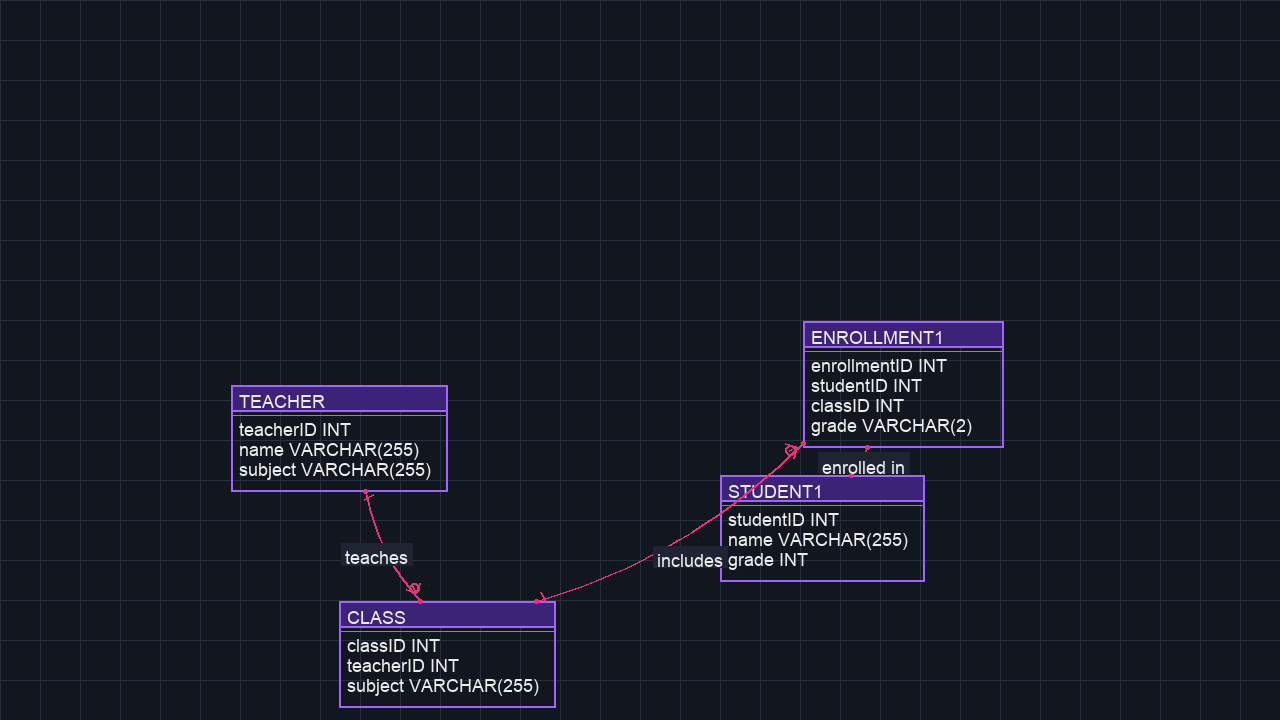 ENROLLMENT1
enrollmentID INT
studentID INT
classID INT
grade VARCHAR(2)
TEACHER
teacherID INT
name VARCHAR(255)
subject VARCHAR(255)
enrolled in
STUDENT1
studentID INT
name VARCHAR(255)
grade INT
teaches
includes
CLASS
classID INT
teacherID INT
subject VARCHAR(255)